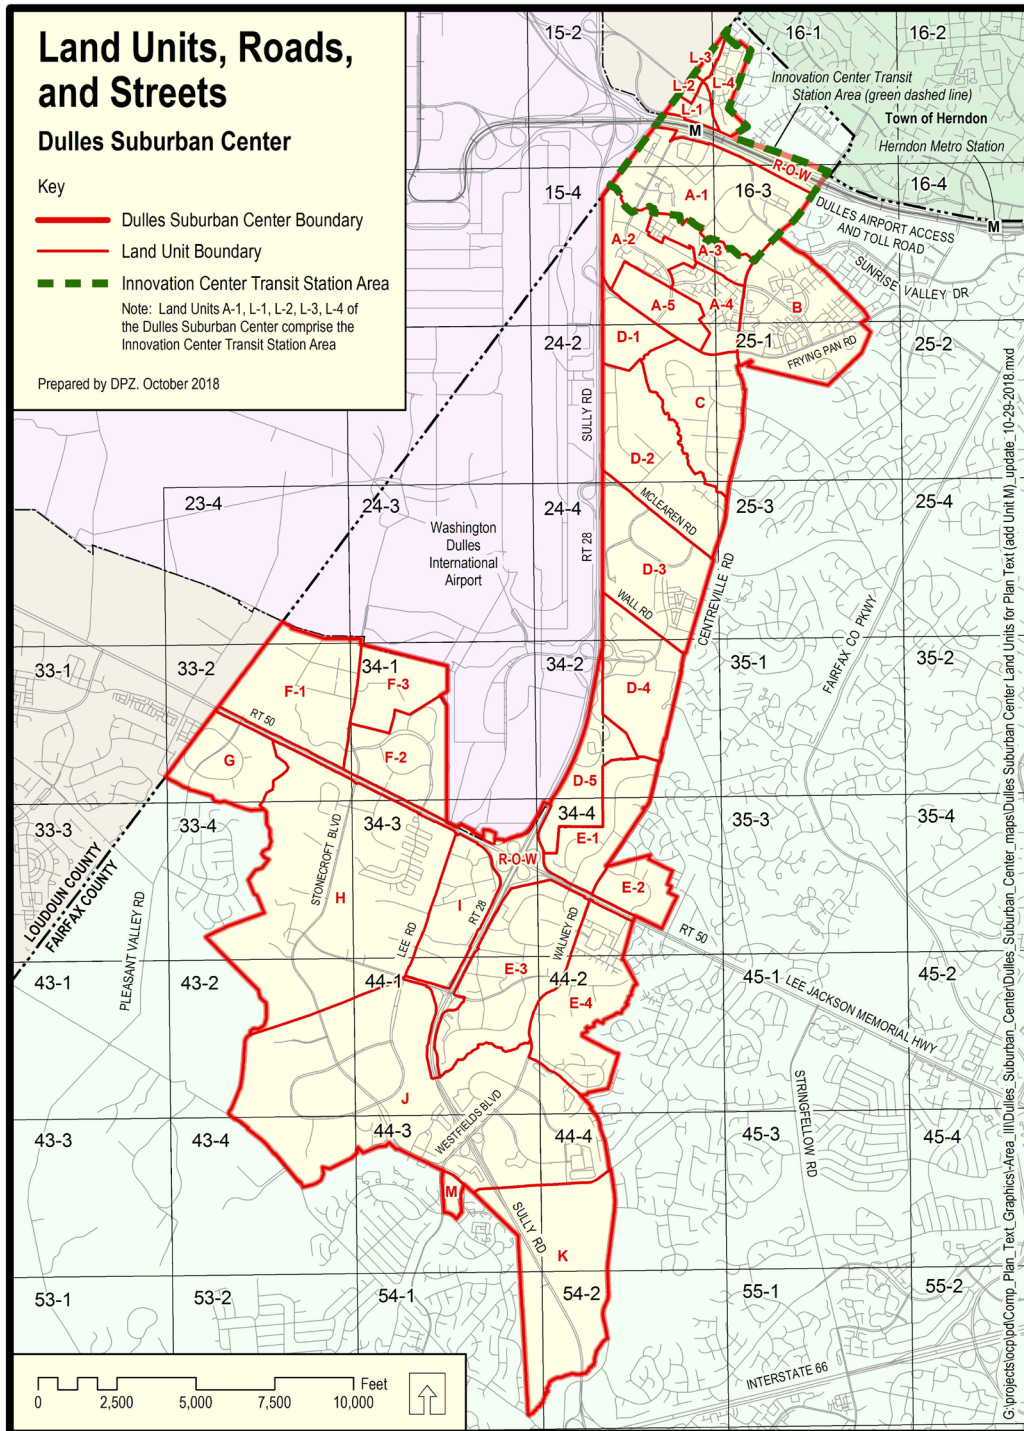 Land Units, Roads,
and Streets
Dulles Suburban Center
Key
Dulles Suburban Center Boundary
Land Unit Boundary
Innovation Center Transit Station Area
Note: Land Units A-1, L-1, L-2, L-3, L-4 of
the Dulles Suburban Center comprise the
Innovation Center Transit Station Area
Prepared by DPZ. October 2018
15-2
16-1
16-2
L-3
L-2
L-4
L-1
M
Innovation Center Transit
Station Area (green dashed line)
Town of Herndon
Herndon Metro Station
R-O-W
15-4
A-1
16-3
16-4
M
DULLES AIRPORT ACCESS
AND TOLL ROAD
SUNRISE VALLEY DR
A-2
A-3
A-5
A-4
B
D-1
24-2
25-1
25-2
FRYING PAN RD
SULLY RD
C
D-2
23-4
24-3
24-4
25-3
25-4
MCLEAREN RD
Washington
Dulles
International
Airport
RT 28
D-3
WALL RD
CENTREVILLE RD
FAIRFAX CO PKWY
33-1
33-2
34-1
34-2
35-1
35-2
F-1
F-3
D-4
RT 50
G
F-2
D-5
33-3
33-4
34-3
34-4
35-3
35-4
STONECROFT BLVD
E-1
R-O-W
E-2
LOUDOUN COUNTY
FAIRFAX COUNTY
PLEASANT VALLEY RD
H
I
LEE RD
RT 28
WALNEY RD
RT 50
43-1
43-2
44-1
E-3
44-2
45-1
45-2
E-4
LEE JACKSON MEMORIAL HWY
STRINGFELLOW RD
J
WESTFIELDS BLVD
43-3
43-4
44-3
44-4
45-3
45-4
M
SULLY RD
K
53-1
53-2
54-1
54-2
55-1
55-2
INTERSTATE 66
Feet
0
2,500
5,000
7,500
10,000
G:\projects\ocp\pd\Comp_Plan_Text_Graphics\-Area_III\Dulles_Suburban_Center\Dulles_Suburban_Center_maps\Dulles Suburban Center Land Units for Plan Text (add Unit M)_update_10-29-2018.mxd